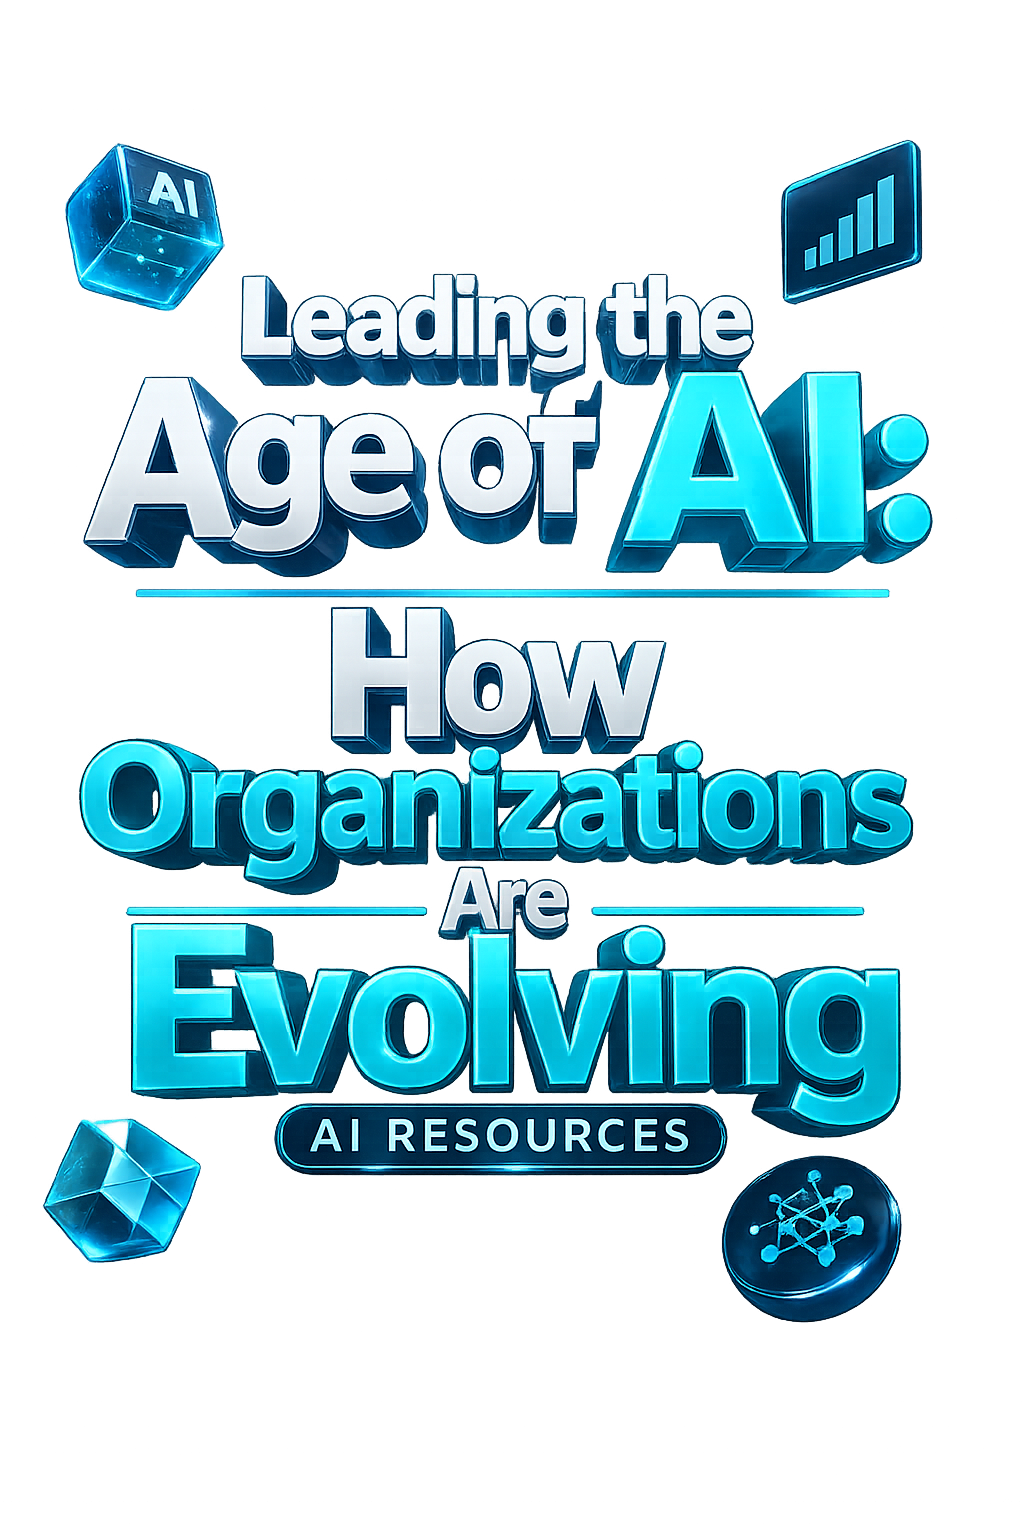 AI
Leading the
Age of AI:
How
Organizations
Are
Evolving
AI RESOURCES